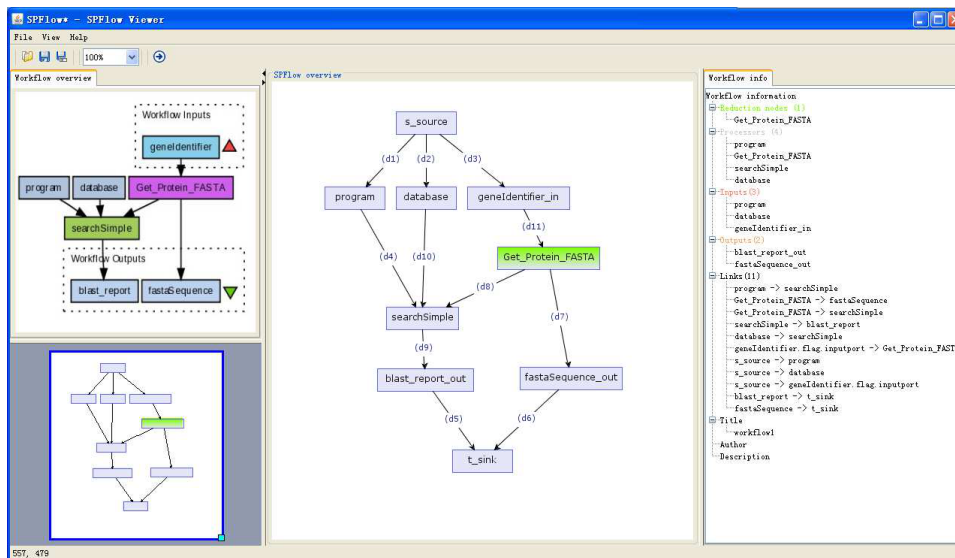 SPFlow* - SPFlow Viewer
File View Help
100%
Workflow overview
Workflow Inputs
geneIdentifier
program
database
Get_Protein_FASTA
searchSimple
Workflow Outputs
blast_report
fastaSequence
SPFlow overview
s_source
(d1)
(d2)
(d3)
program
database
geneIdentifier_in
(d11)
(d4)
(d10)
Get_Protein_FASTA
(d8)
searchSimple
(d7)
(d9)
blast_report_out
fastaSequence_out
(d5)
(d6)
t_sink
Workflow info
Workflow information
Reduction nodes (1)
Get_Protein_FASTA
Processors (4)
program
Get_Protein_FASTA
searchSimple
database
Inputs(3)
program
database
geneIdentifier_in
Outputs(2)
blast_report_out
fastaSequence_out
Links(11)
program -> searchSimple
Get_Protein_FASTA -> fastaSequence
Get_Protein_FASTA -> searchSimple
searchSimple -> blast_report
database -> searchSimple
geneIdentifier.flag.inputport -> Get_Protein_FAST
s_source -> program
s_source -> database
s_source -> geneIdentifier.flag.inputport
blast_report -> t_sink
fastaSequence -> t_sink
Title
workflow1
Author
Description
557, 479